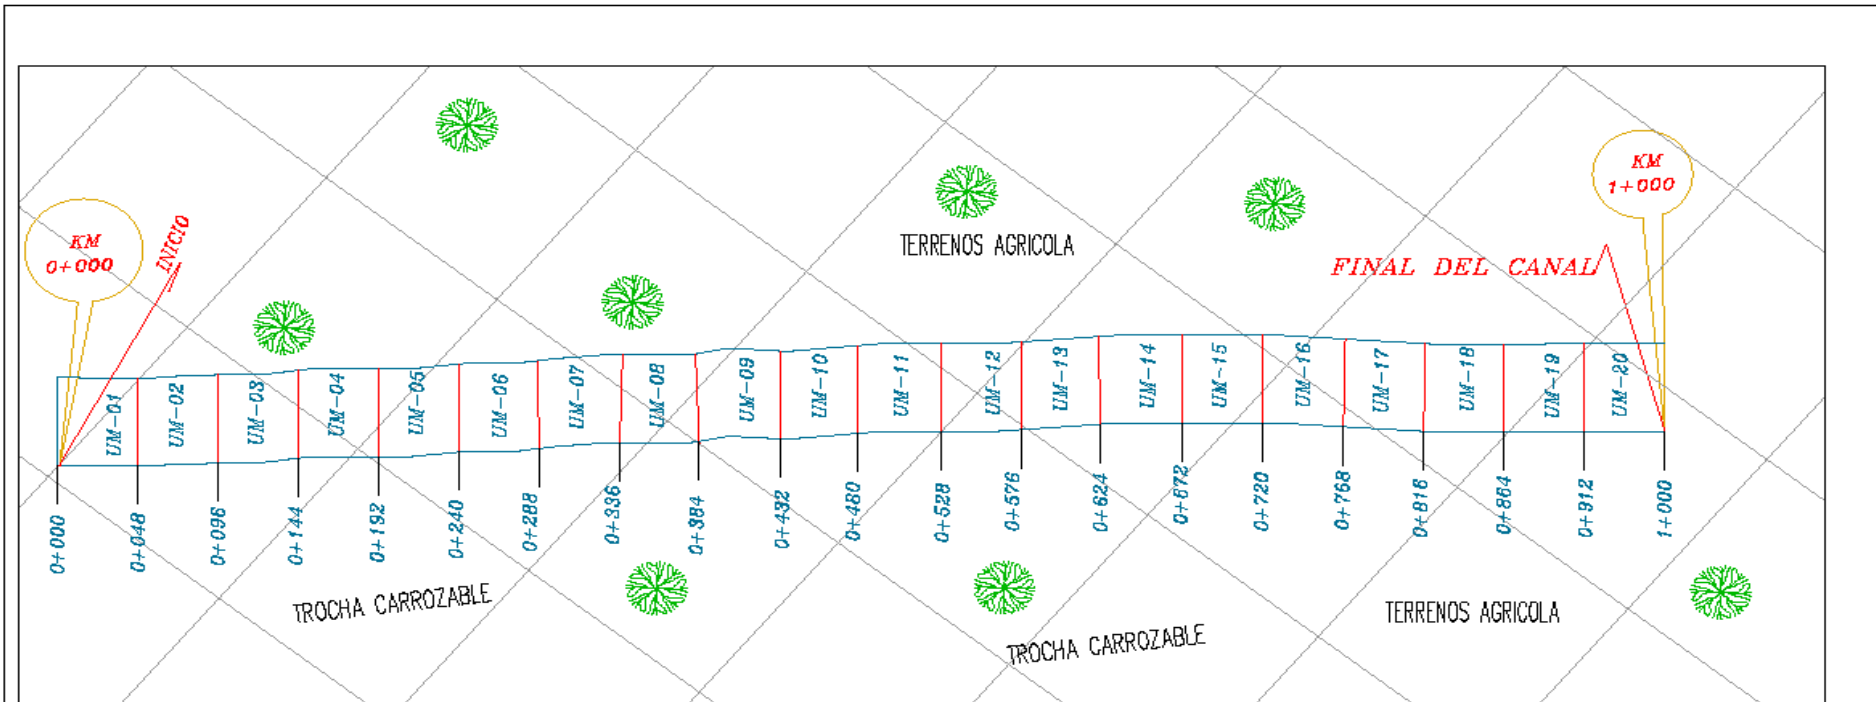 KM
1+000
KM
0+000
INICIO
TERRENOS AGRICOLA
FINAL DEL CANAL
UM-01
UM-02
UM-03
UM-04
UM-05
UM-06
UM-07
UM-08
UM-09
UM-10
UM-11
UM-12
UM-13
UM-14
UM-15
UM-16
UM-17
UM-18
UM-19
UM-20
0+000
0+048
0+096
0+144
0+192
0+240
0+288
0+336
0+384
0+432
0+480
0+528
0+576
0+624
0+672
0+720
0+768
0+816
0+864
0+912
1+000
TROCHA CARROZABLE
TERRENOS AGRICOLA
TROCHA CARROZABLE